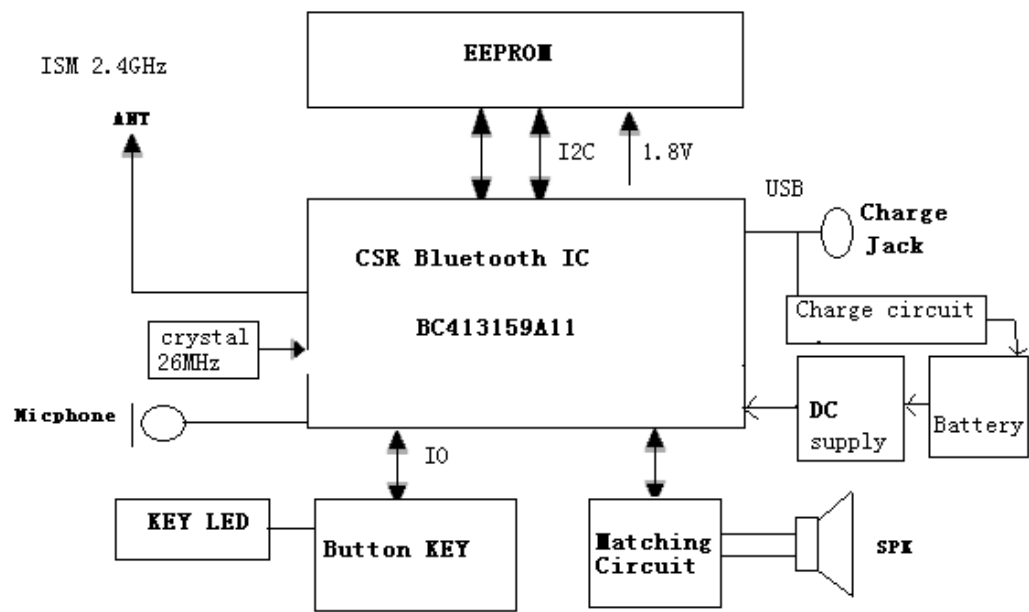 EEPROM
ISM 2.4GHz
ANT
I2C
1.8V
USB
Charge
Jack
CSR Bluetooth IC
BC413159A11
Charge circuit
crystal
26MHz
DC
supply
Battery
Micphone
IO
KEY LED
Button KEY
Matching
Circuit
SPK